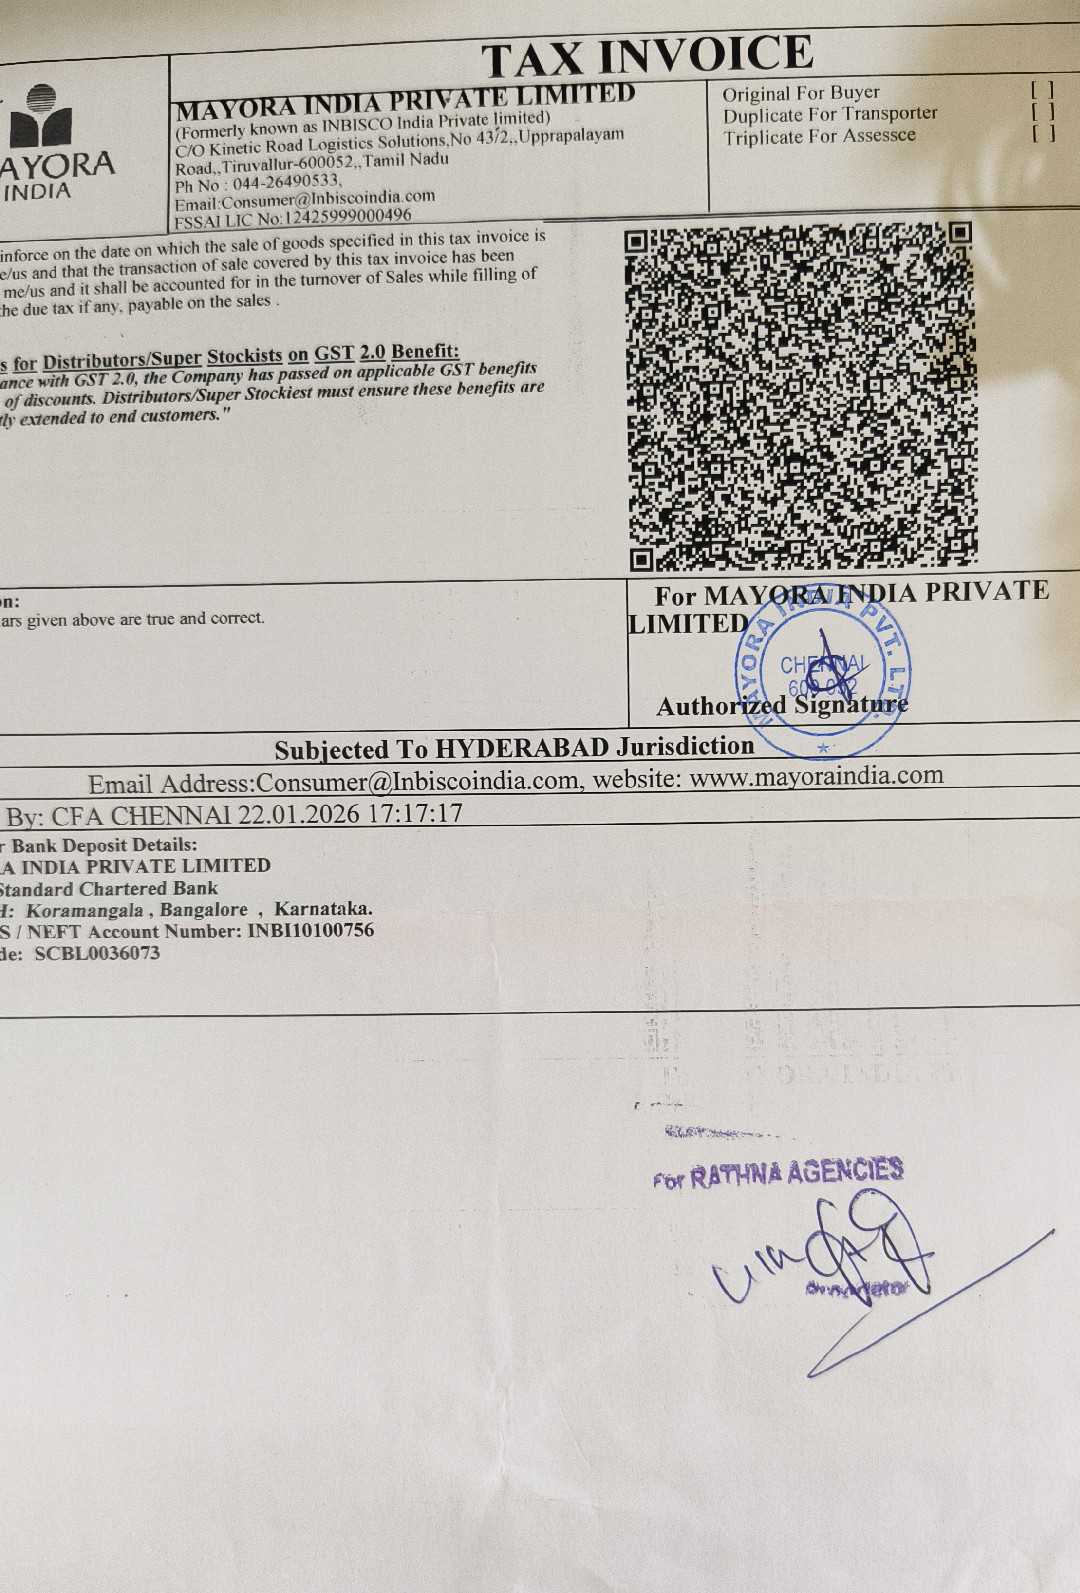 TAX INVOICE
AYORA
INDIA
MAYORA INDIA PRIVATE LIMITED
(Formerly known as INBISCO India Private limited)
C/O Kinetic Road Logistics Solutions,No 43/2,,Upprapalayam
Road,,Tiruvallur-600052,,Tamil Nadu
Ph No : 044-26490533,
Email:Consumer@Inbiscoindia.com
FSSAI LIC No:12425999000496
Original For Buyer [ ]
Duplicate For Transporter [ ]
Triplicate For Assessce [ ]
inforce on the date on which the sale of goods specified in this tax invoice is
e/us and that the transaction of sale covered by this tax invoice has been
me/us and it shall be accounted for in the turnover of Sales while filling of
the due tax if any, payable on the sales .
s for Distributors/Super Stockists on GST 2.0 Benefit:
ance with GST 2.0, the Company has passed on applicable GST benefits
of discounts. Distributors/Super Stockiest must ensure these benefits are
tly extended to end customers."
on:
ars given above are true and correct.
For MAYORA INDIA PRIVATE
LIMITED
MAYORA INDIA PVT. LTD.
CHENNAI
600 052
Authorized Signature
Subjected To HYDERABAD Jurisdiction
Email Address:Consumer@Inbiscoindia.com, website: www.mayoraindia.com
By: CFA CHENNAI 22.01.2026 17:17:17
r Bank Deposit Details:
A INDIA PRIVATE LIMITED
Standard Chartered Bank
H: Koramangala , Bangalore , Karnataka.
S / NEFT Account Number: INBI10100756
de: SCBL0036073
For RATHNA AGENCIES